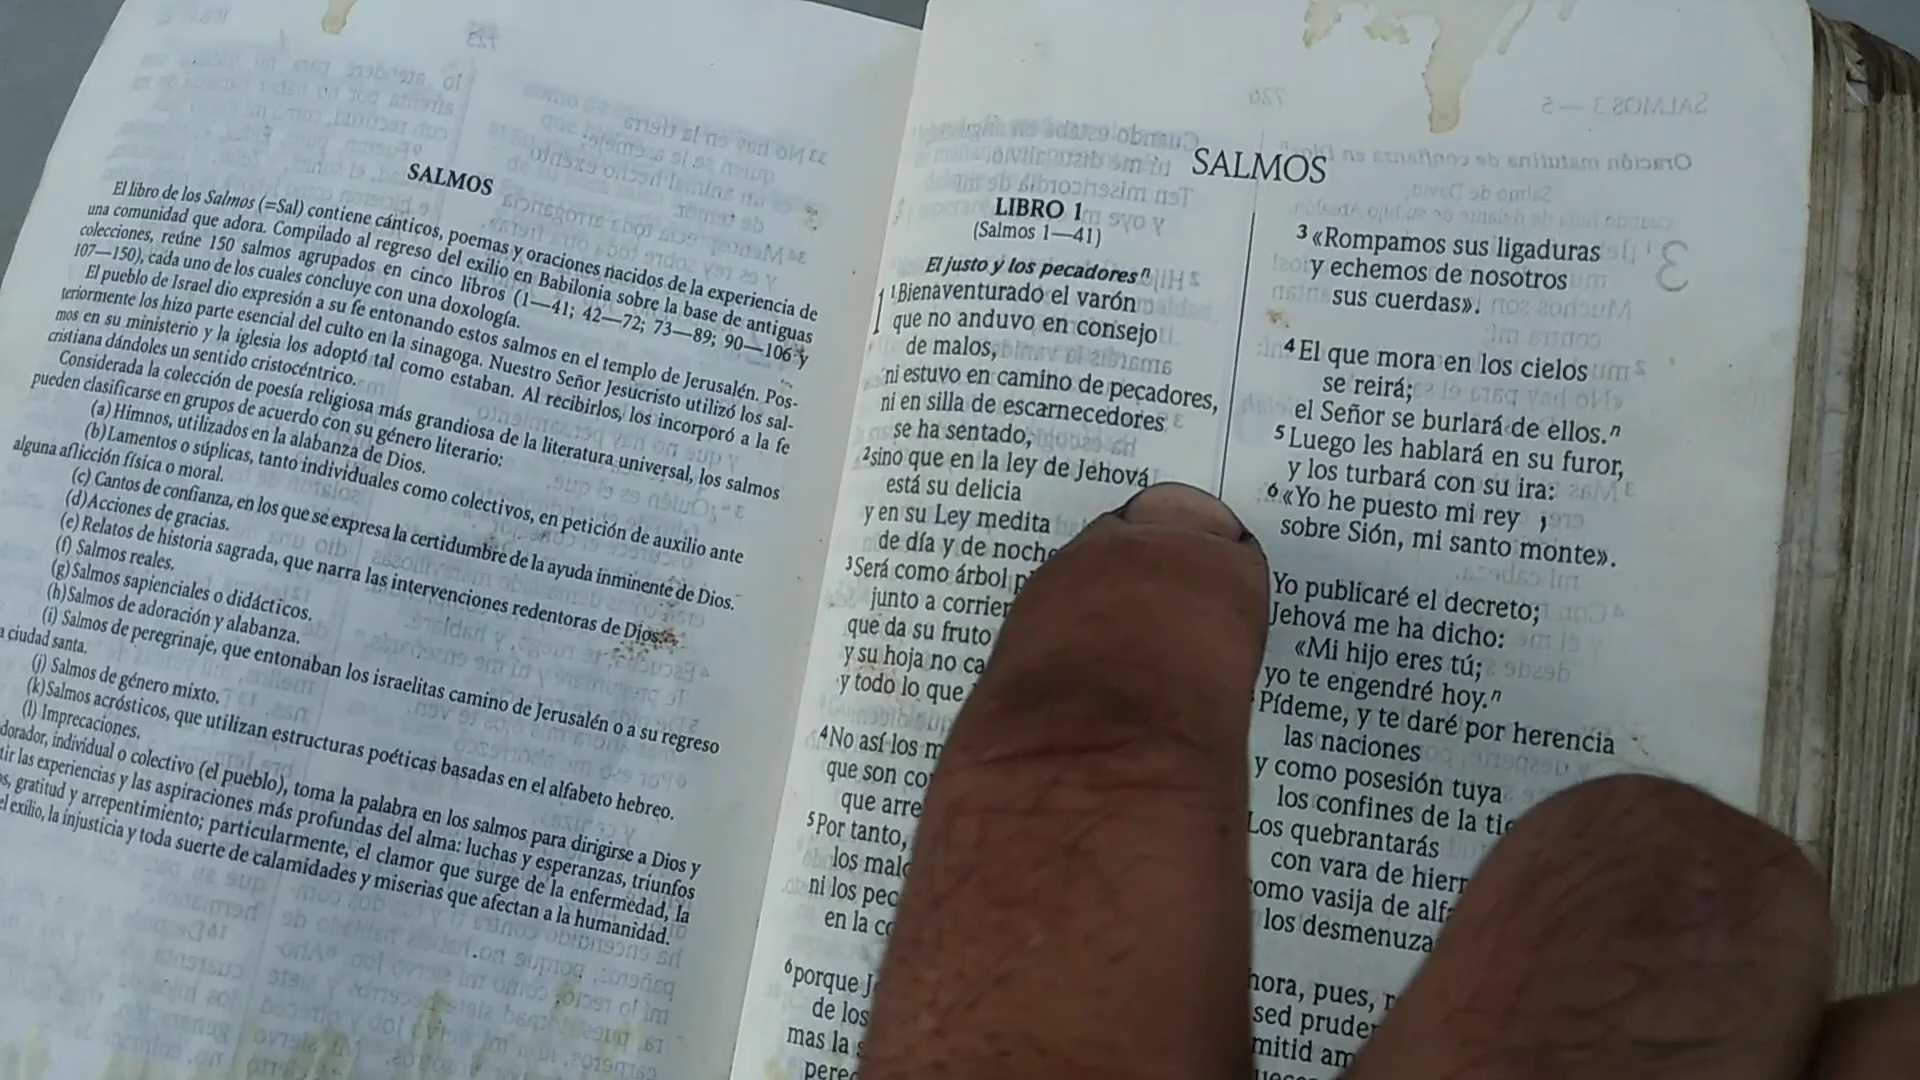 SALMOS
El libro de los Salmos (=Sal) contiene cánticos, poemas y oraciones nacidos de la experiencia de
una comunidad que adora. Compilado al regreso del exilio en Babilonia sobre la base de antiguas
colecciones, reúne 150 salmos agrupados en cinco libros (1—41; 42—72; 73—89; 90—106 y
107—150), cada uno de los cuales concluye con una doxología.
El pueblo de Israel dio expresión a su fe entonando estos salmos en el templo de Jerusalén. Pos-
teriormente los hizo parte esencial del culto en la sinagoga. Nuestro Señor Jesucristo utilizó los sal-
mos en su ministerio y la iglesia los adoptó tal como estaban. Al recibirlos, los incorporó a la fe
cristiana dándoles un sentido cristocéntrico.
Considerada la colección de poesía religiosa más grandiosa de la literatura universal, los salmos
pueden clasificarse en grupos de acuerdo con su género literario:
(a) Himnos, utilizados en la alabanza de Dios.
(b) Lamentos o súplicas, tanto individuales como colectivos, en petición de auxilio ante
alguna aflicción física o moral.
(c) Cantos de confianza, en los que se expresa la certidumbre de la ayuda inminente de Dios.
(d) Acciones de gracias.
(e) Relatos de historia sagrada, que narra las intervenciones redentoras de Dios.
(f) Salmos reales.
(g) Salmos sapienciales o didácticos.
(h) Salmos de adoración y alabanza.
(i) Salmos de peregrinaje, que entonaban los israelitas camino de Jerusalén o a su regreso
a ciudad santa.
(j) Salmos de género mixto.
(k) Salmos acrósticos, que utilizan estructuras poéticas basadas en el alfabeto hebreo.
(l) Imprecaciones.
dorador, individual o colectivo (el pueblo), toma la palabra en los salmos para dirigirse a Dios y
tir las experiencias y las aspiraciones más profundas del alma: luchas y esperanzas, triunfos
s, gratitud y arrepentimiento; particularmente, el clamor que surge de la enfermedad, la
el exilio, la injusticia y toda suerte de calamidades y miserias que afectan a la humanidad.
SALMOS
LIBRO 1
(Salmos 1—41)
El justo y los pecadores n
1 1 Bienaventurado el varón
que no anduvo en consejo
de malos,
ni estuvo en camino de pecadores,
ni en silla de escarnecedores
se ha sentado,
2 sino que en la ley de Jehová
está su delicia
y en su Ley medita
de día y de noche
3 Será como árbol p
junto a corrien
que da su fruto
y su hoja no ca
y todo lo que
4 No así los m
que son co
que arre
5 Por tanto,
los malo
ni los pec
en la co
6 porque J
de los
mas la s
perec
3 «Rompamos sus ligaduras
y echemos de nosotros
sus cuerdas».
4 El que mora en los cielos
se reirá;
el Señor se burlará de ellos. n
5 Luego les hablará en su furor,
y los turbará con su ira:
6 «Yo he puesto mi rey
sobre Sión, mi santo monte».
Yo publicaré el decreto;
Jehová me ha dicho:
«Mi hijo eres tú;
yo te engendré hoy. n
Pídeme, y te daré por herencia
las naciones
y como posesión tuya
los confines de la tie
Los quebrantarás
con vara de hierr
como vasija de alfa
los desmenuza
hora, pues, r
sed pruden
mitid am